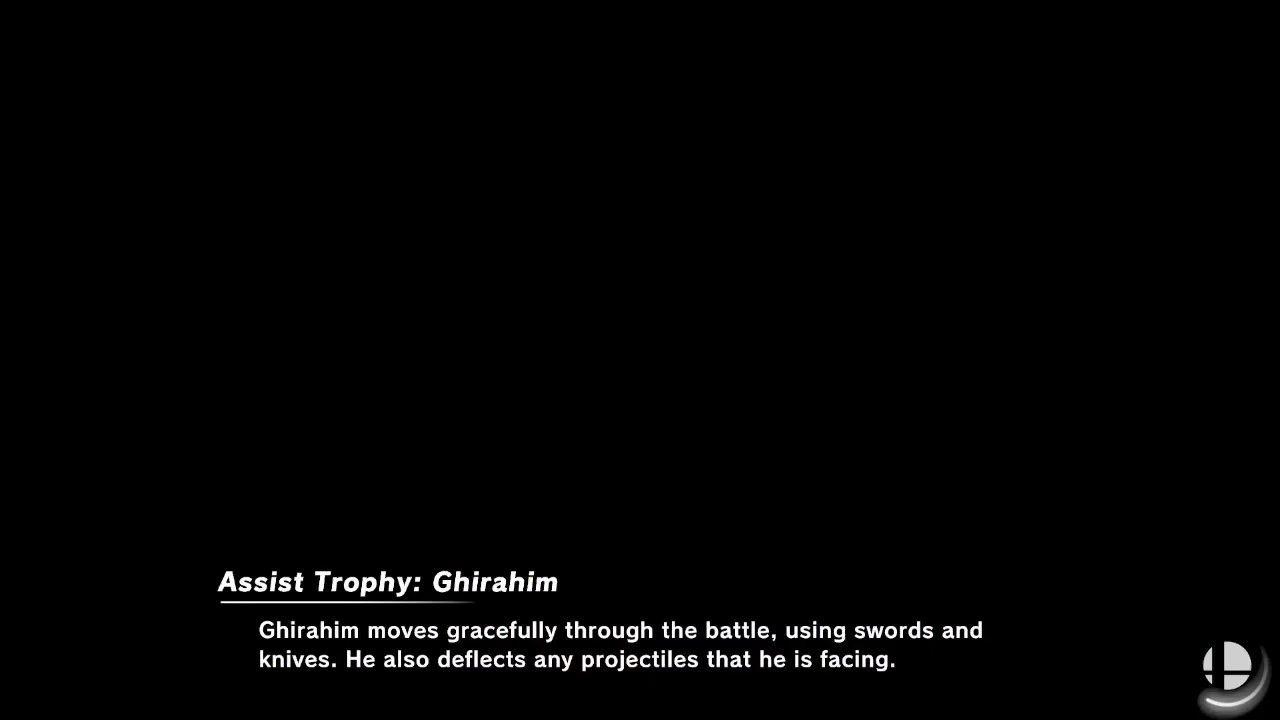 Assist Trophy: Ghirahim
Ghirahim moves gracefully through the battle, using swords and
knives. He also deflects any projectiles that he is facing.